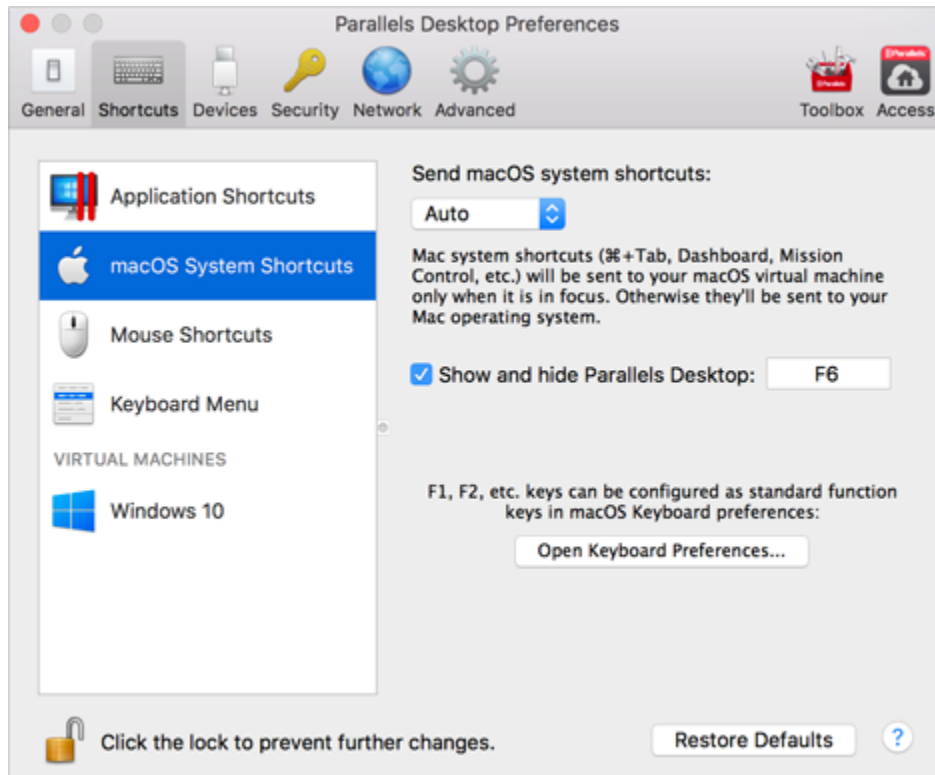 Parallels Desktop Preferences
General Shortcuts Devices Security Network Advanced Toolbox Access
Application Shortcuts
macOS System Shortcuts
Mouse Shortcuts
Keyboard Menu
VIRTUAL MACHINES
Windows 10
Send macOS system shortcuts:
Auto
Mac system shortcuts (⌘+Tab, Dashboard, Mission
Control, etc.) will be sent to your macOS virtual machine
only when it is in focus. Otherwise they'll be sent to your
Mac operating system.
Show and hide Parallels Desktop: F6
F1, F2, etc. keys can be configured as standard function
keys in macOS Keyboard preferences:
Open Keyboard Preferences...
Click the lock to prevent further changes.
Restore Defaults
?